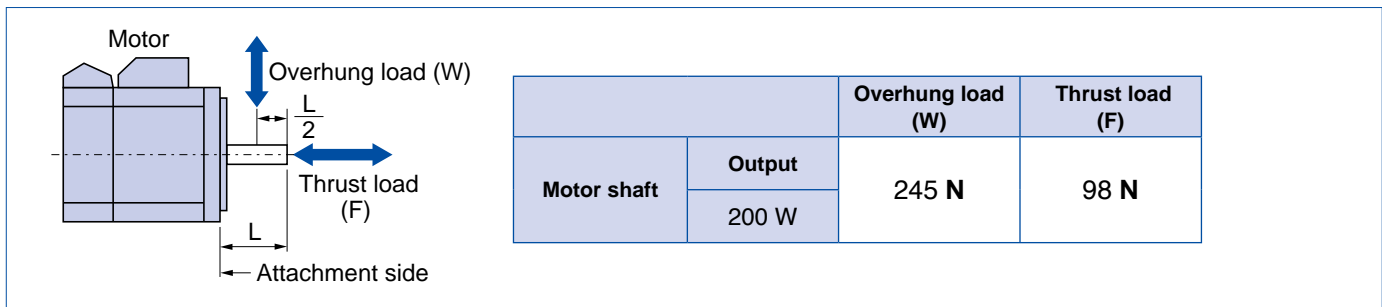 Motor
Overhung load (W)
L
2
Thrust load
(F)
L
Attachment side
Overhung load
(W)
Thrust load
(F)
Motor shaft
Output
245 N
98 N
200 W